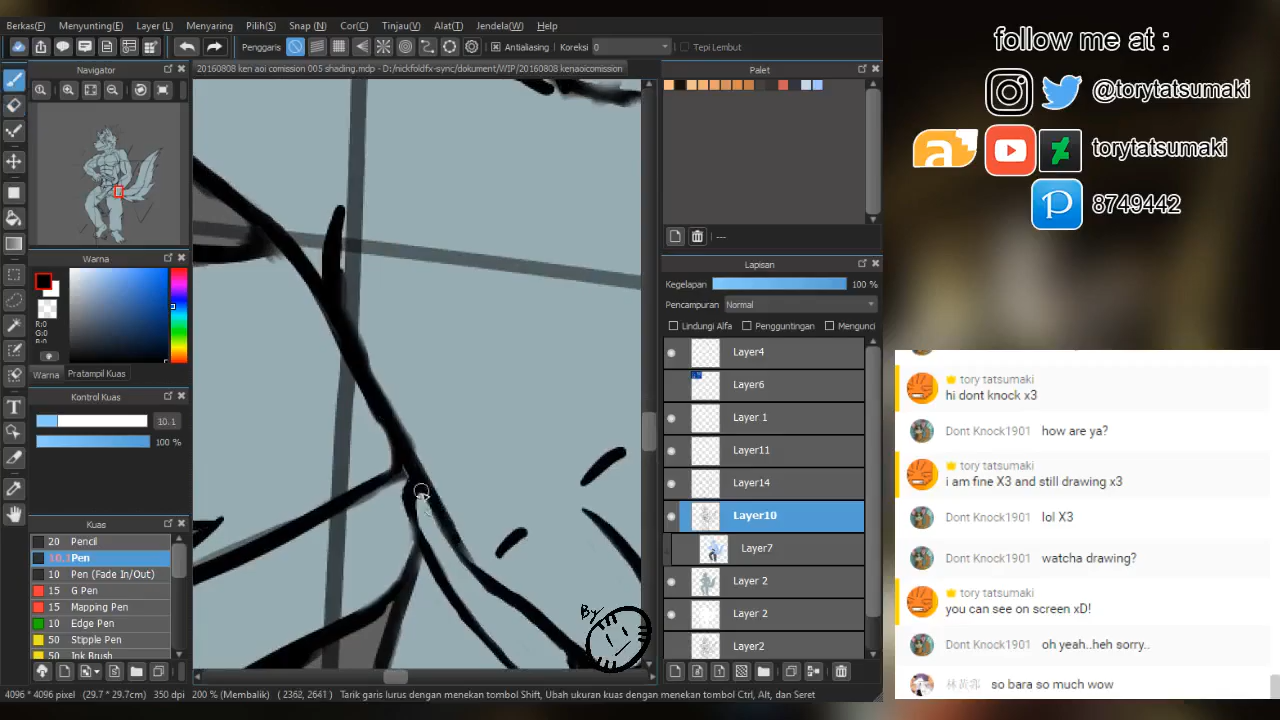 Berkas(F) Menyunting(E) Layer (L) Menyaring Pilih(S) Snap (N) Cor(C) Tinjau(V) Alat(T) Jendela(W) Help
Penggaris Antialiasing Koreksi 0 Tepi Lembut
Navigator
20160808 ken aoi comission 005 shading.mdp - D:/nickfoldfx-sync/dokument/WIP/20160808 kenaoicomission
Palet
---
Warna
R:0
G:0
B:0
Warna Pratampil Kuas
Kontrol Kuas
10.1
100 %
Kuas
20 Pencil
10.1 Pen
10 Pen (Fade In/Out)
15 G Pen
15 Mapping Pen
10 Edge Pen
50 Stipple Pen
50 Ink Brush
Lapisan
Kegelapan 100 %
Pencampuran Normal
Lindungi Alfa Pengguntingan Mengunci
Layer4
Layer6
Layer 1
Layer11
Layer14
Layer10
Layer7
Layer 2
Layer 2
Layer2
BY
4096 * 4096 pixel (29.7 * 29.7cm) 350 dpi 200 % (Membalik) ( 2362, 2641 ) Tarik garis lurus dengan menekan tombol Shift, Ubah ukuran kuas dengan menekan tombol Ctrl, Alt, dan Seret
follow me at :
@torytatsumaki
torytatsumaki
8749442
tory tatsumaki
hi dont knock x3
Dont Knock1901 how are ya?
tory tatsumaki
i am fine X3 and still drawing x3
Dont Knock1901 lol X3
Dont Knock1901 watcha drawing?
tory tatsumaki
you can see on screen xD!
Dont Knock1901 oh yeah..heh sorry..
so bara so much wow